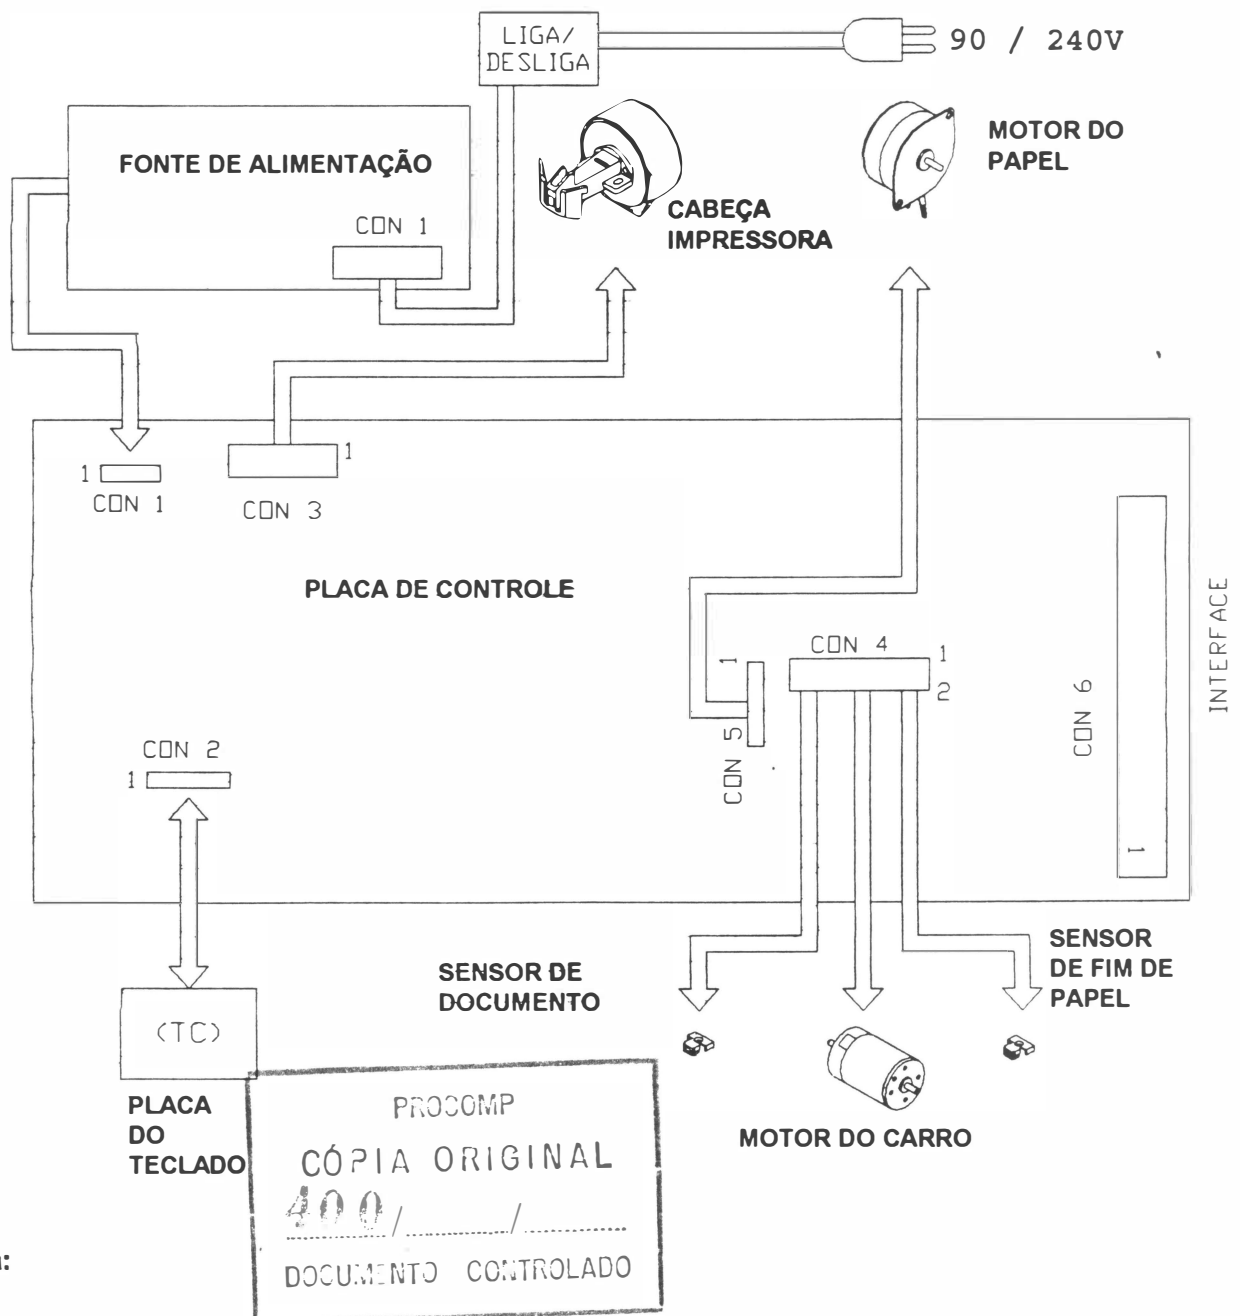 LIGA/
DESLIGA
90 / 240V
FONTE DE ALIMENTAÇÃO
CON 1
CABEÇA
IMPRESSORA
MOTOR DO
PAPEL
1
CON 1
1
CON 3
PLACA DE CONTROLE
CON 4
1
2
1
CON 5
CON 6
1
INTERFACE
CON 2
1
(TC)
PLACA
DO
TECLADO
SENSOR DE
DOCUMENTO
SENSOR
DE FIM DE
PAPEL
MOTOR DO CARRO
PROCOMP
CÓPIA ORIGINAL
400/ /
DOCUMENTO CONTROLADO